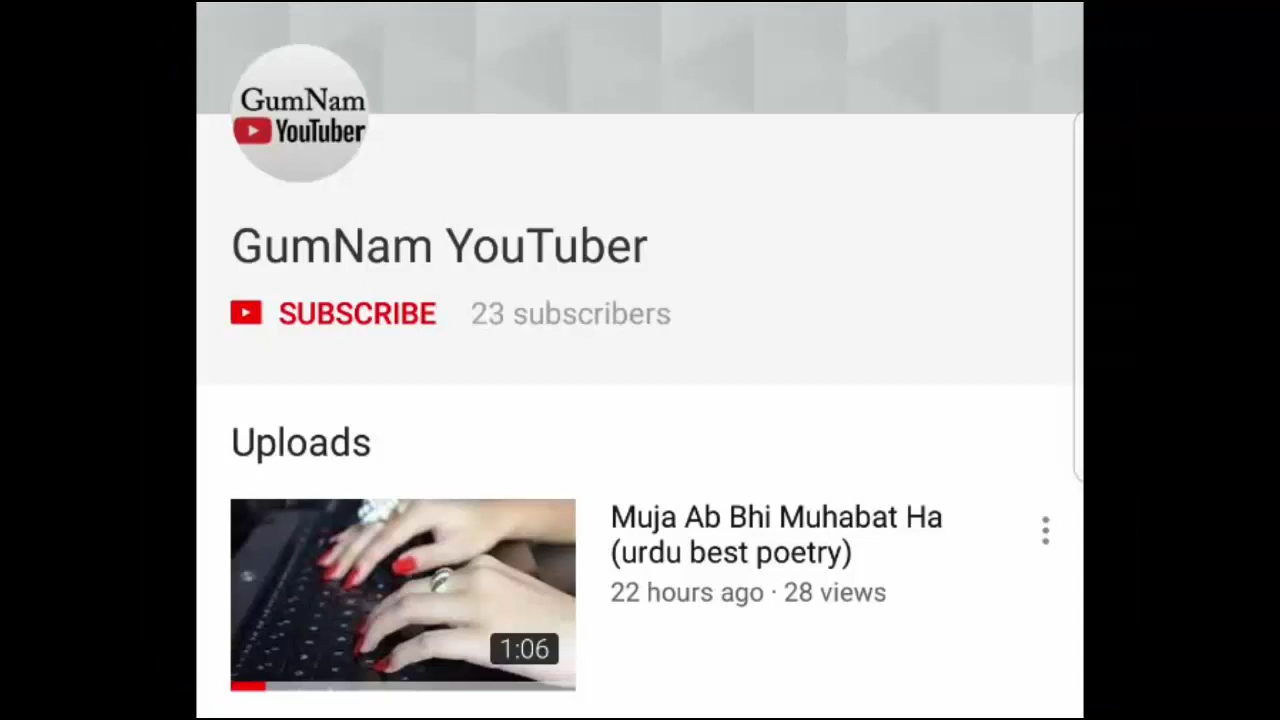 GumNam
YouTuber
GumNam YouTuber
SUBSCRIBE 23 subscribers
Uploads
Muja Ab Bhi Muhabat Ha
(urdu best poetry)
22 hours ago · 28 views
1:06